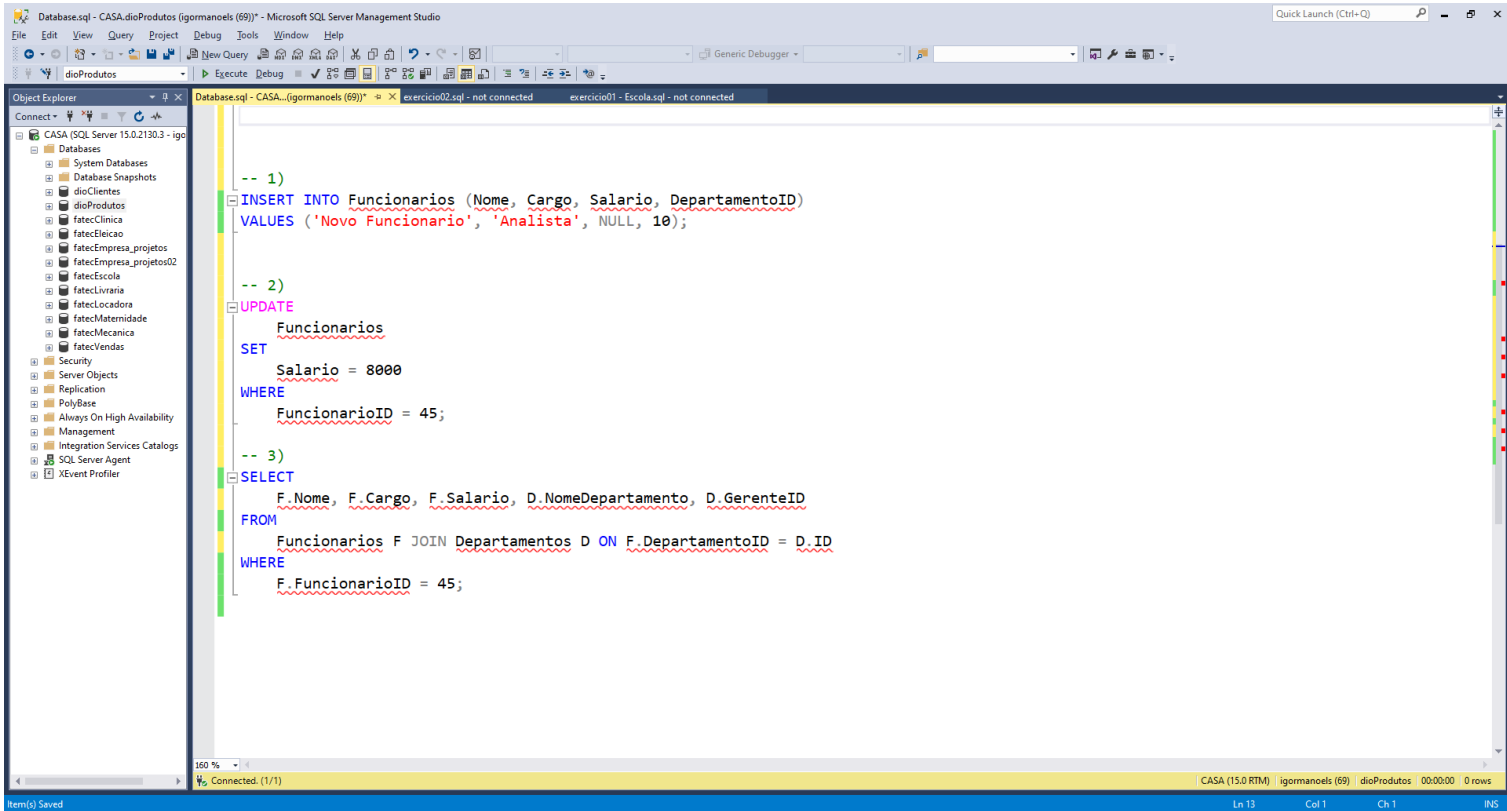 Database.sql - CASA.dioProdutos (igormanoels (69))* - Microsoft SQL Server Management Studio
Quick Launch (Ctrl+Q)
File Edit View Query Project Debug Tools Window Help
New Query
Generic Debugger
dioProdutos
Execute Debug
Object Explorer
Database.sql - CASA...(igormanoels (69))*
exercicio02.sql - not connected
exercicio01 - Escola.sql - not connected
Connect
CASA (SQL Server 15.0.2130.3 - igo
Databases
System Databases
Database Snapshots
dioClientes
dioProdutos
fatecClinica
fatecEleicao
fatecEmpresa_projetos
fatecEmpresa_projetos02
fatecEscola
fatecLivraria
fatecLocadora
fatecMaternidade
fatecMecanica
fatecVendas
Security
Server Objects
Replication
PolyBase
Always On High Availability
Management
Integration Services Catalogs
SQL Server Agent
XEvent Profiler
-- 1)
INSERT INTO Funcionarios (Nome, Cargo, Salario, DepartamentoID)
VALUES ('Novo Funcionario', 'Analista', NULL, 10);
-- 2)
UPDATE
Funcionarios
SET
Salario = 8000
WHERE
FuncionarioID = 45;
-- 3)
SELECT
F.Nome, F.Cargo, F.Salario, D.NomeDepartamento, D.GerenteID
FROM
Funcionarios F JOIN Departamentos D ON F.DepartamentoID = D.ID
WHERE
F.FuncionarioID = 45;
160 %
Connected. (1/1)
CASA (15.0 RTM) igormanoels (69) dioProdutos 00:00:00 0 rows
Item(s) Saved
Ln 13 Col 1 Ch 1 INS